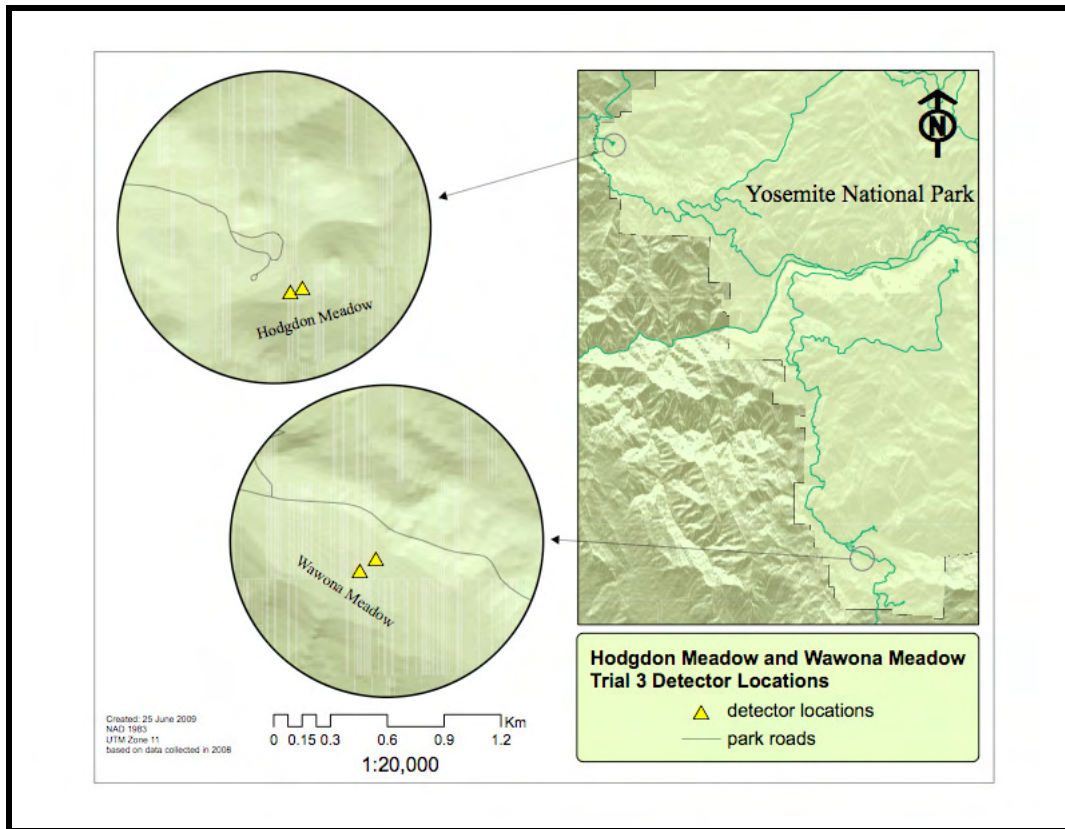 N
Yosemite National Park
Hodgdon Meadow
Wawona Meadow
Hodgdon Meadow and Wawona Meadow
Trial 3 Detector Locations
detector locations
park roads
Created: 25 June 2009
NAD 1983
UTM Zone 11
based on data collected in 2008
Km
0 0.15 0.3 0.6 0.9 1.2
1:20,000